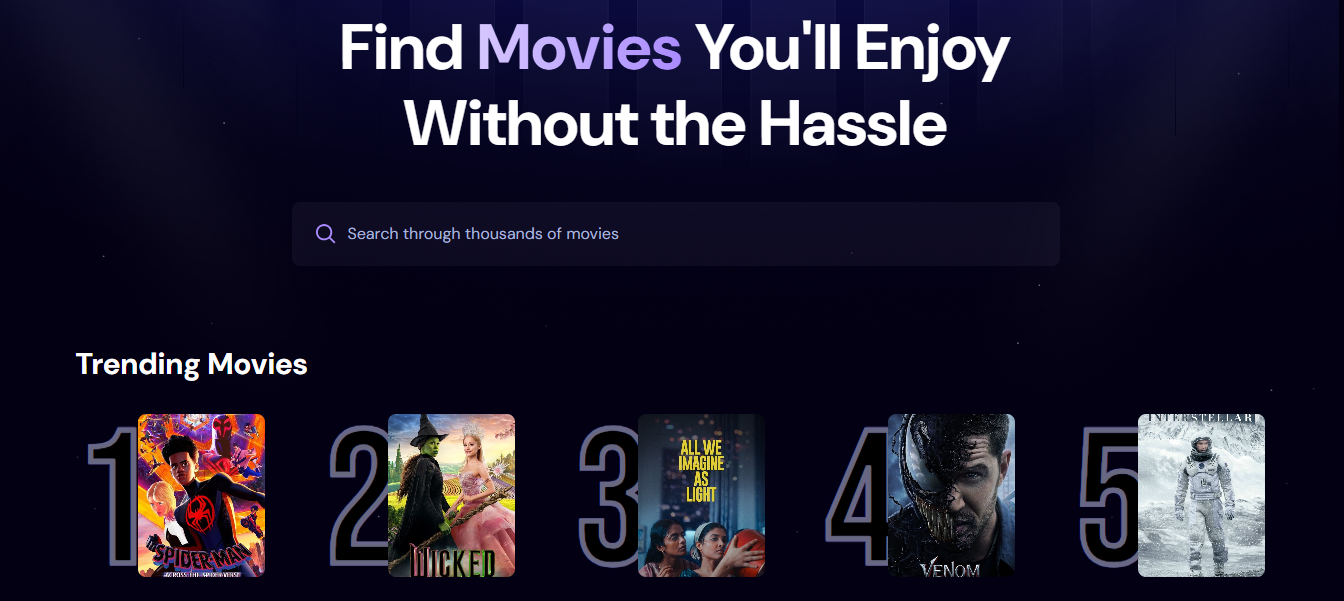 Find Movies You'll Enjoy
Without the Hassle
Search through thousands of movies
Trending Movies
1
SPIDER-MAN
ACROSS THE SPIDER-VERSE
2
WICKED
3
ALL WE
IMAGINE
AS
LIGHT
4
VENOM
5
INTERSTELLAR